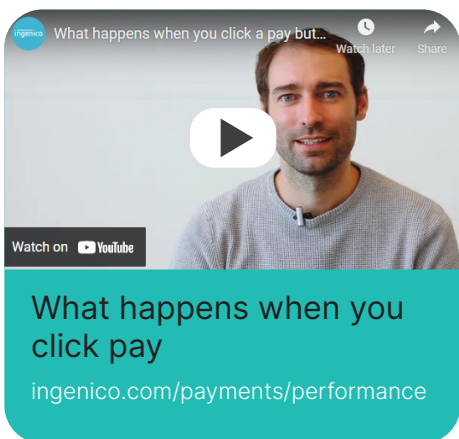 ingenico
What happens when you click a pay but...
Watch later
Share
Watch on YouTube
What happens when you
click pay
ingenico.com/payments/performance